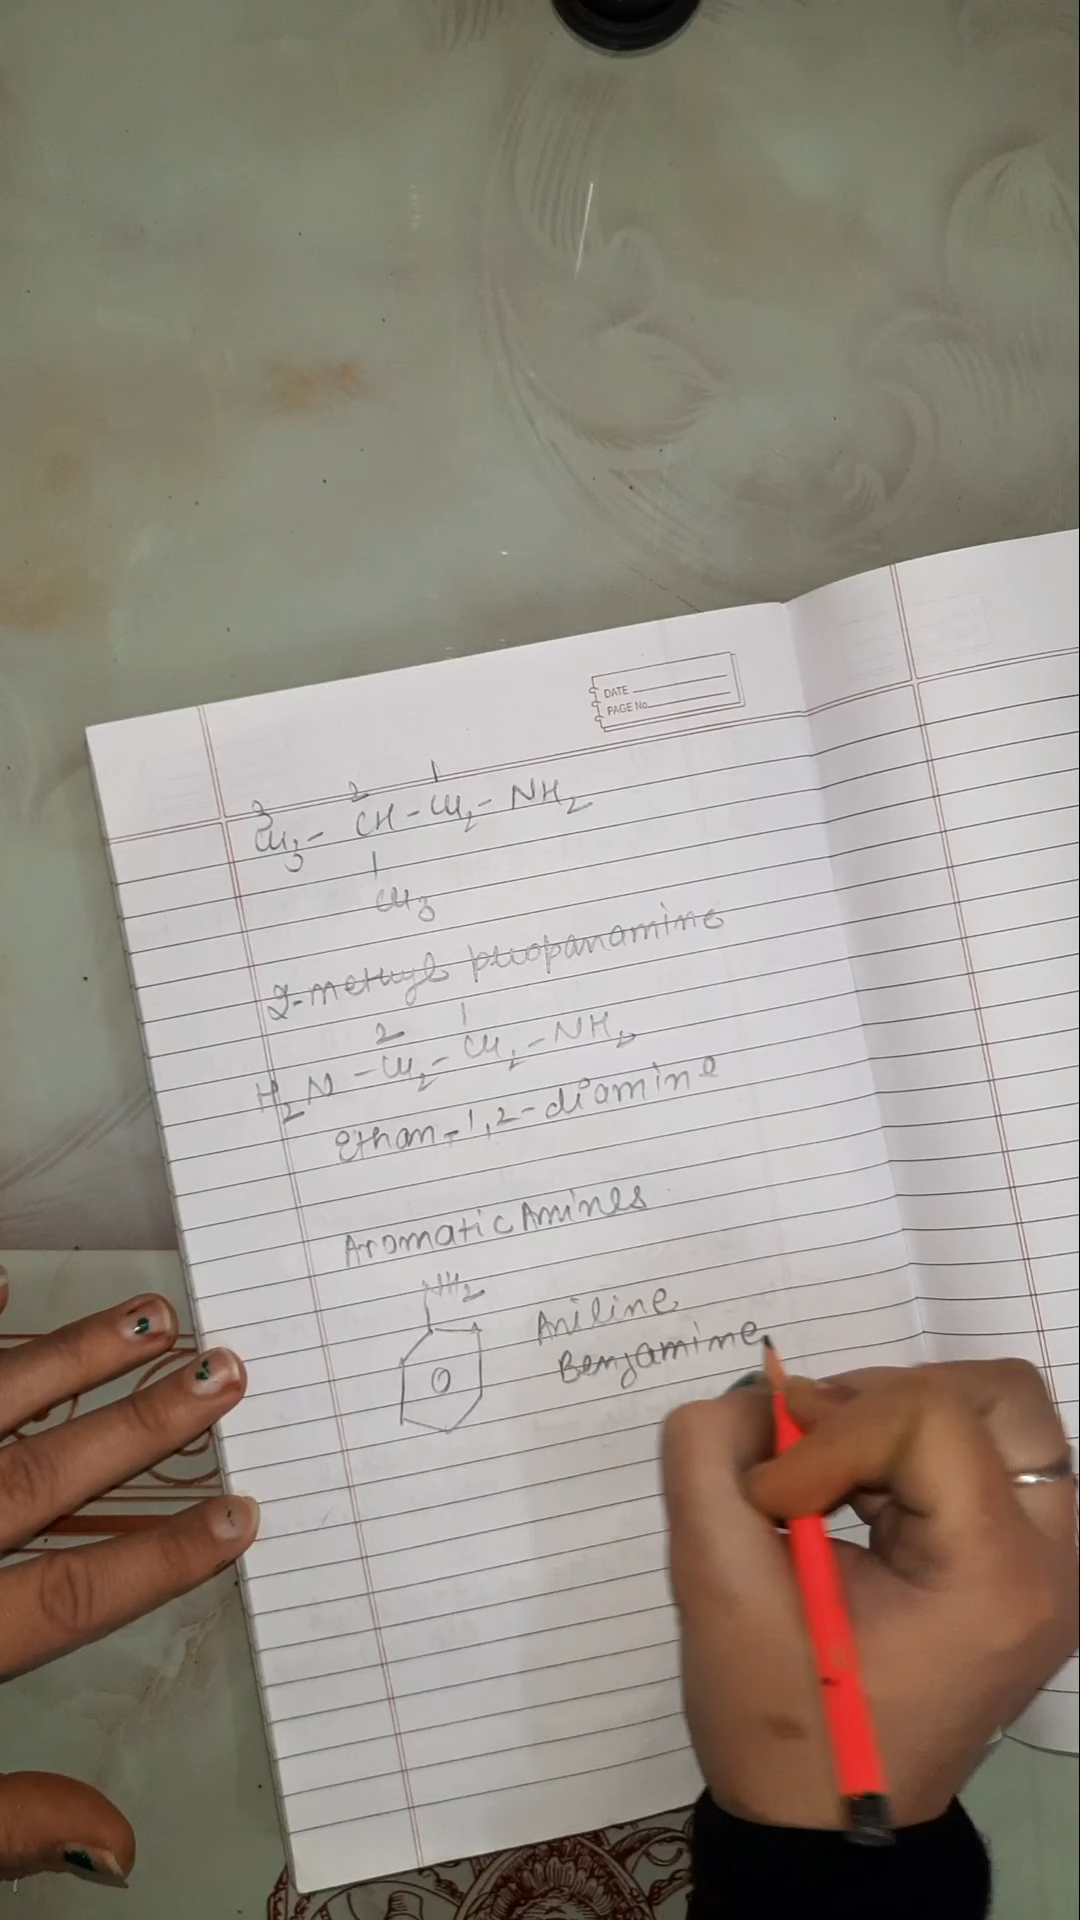 DATE
PAGE No.
3 2 1
CH3 - CH - CH2 - NH2
|
CH3
2-methyl propanamine
2 1
H2N - CH2 - CH2 - NH2
Ethan-1,2-diamine
Aromatic Amines
NH2
Aniline
Benzamine